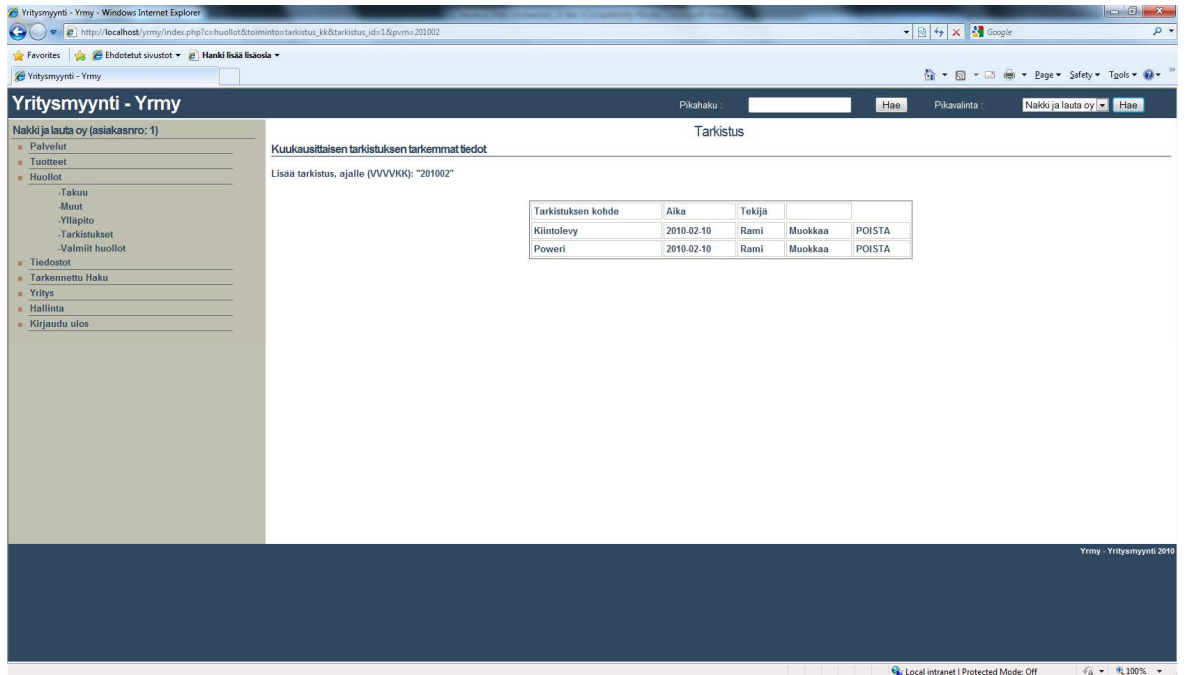 Yritysmyynti - Yrmy - Windows Internet Explorer
http://localhost/yrmy/index.php?c=huollot&toiminto=tarkistus_kk&tarkistus_id=1&pvm=201002
Google
Favorites Ehdotetut sivustot Hanki lisää lisäosia
Yritysmyynti - Yrmy
Page Safety Tools
Yritysmyynti - Yrmy
Pikahaku : Hae Pikavalinta : Nakki ja lauta oy Hae
Nakki ja lauta oy (asiakasnro: 1)
Palvelut
Tuotteet
Huollot
-Takuu
-Muut
-Ylläpito
-Tarkistukset
-Valmiit huollot
Tiedostot
Tarkennettu Haku
Yritys
Hallinta
Kirjaudu ulos
Tarkistus
Kuukausittaisen tarkistuksen tarkemmat tiedot
Lisää tarkistus, ajalle (VVVVKK): "201002"
Tarkistuksen kohde Aika Tekijä
Kiintolevy 2010-02-10 Rami Muokkaa POISTA
Poweri 2010-02-10 Rami Muokkaa POISTA
Yrmy - Yritysmyynti 2010
Local intranet | Protected Mode: Off 100%